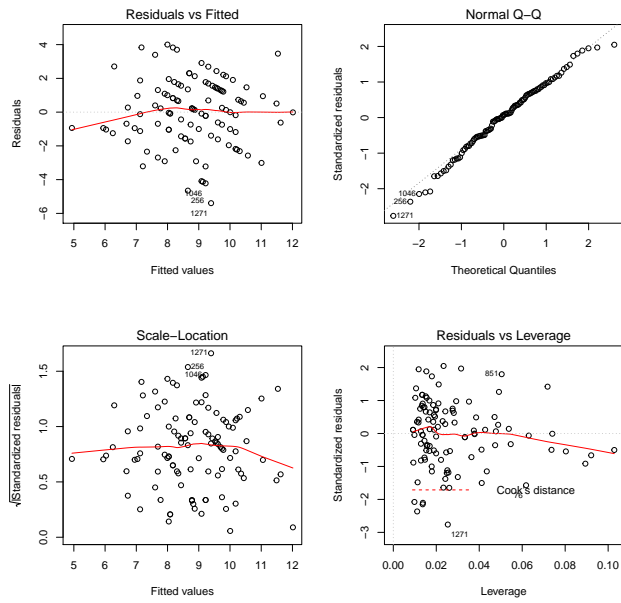 Residuals vs Fitted
Residuals
4
2
0
−2
−4
−6
1046
256
1271
5 6 7 8 9 10 11 12
Fitted values
Normal Q−Q
Standardized residuals
2
1
0
−1
−2
1046
256
1271
−2 −1 0 1 2
Theoretical Quantiles
Scale−Location
√|Standardized residuals|
1.5
1.0
0.5
0.0
1271
256
1046
5 6 7 8 9 10 11 12
Fitted values
Residuals vs Leverage
Standardized residuals
2
1
0
−1
−2
−3
851
Cook's distance
1271
0.00 0.02 0.04 0.06 0.08 0.10
Leverage